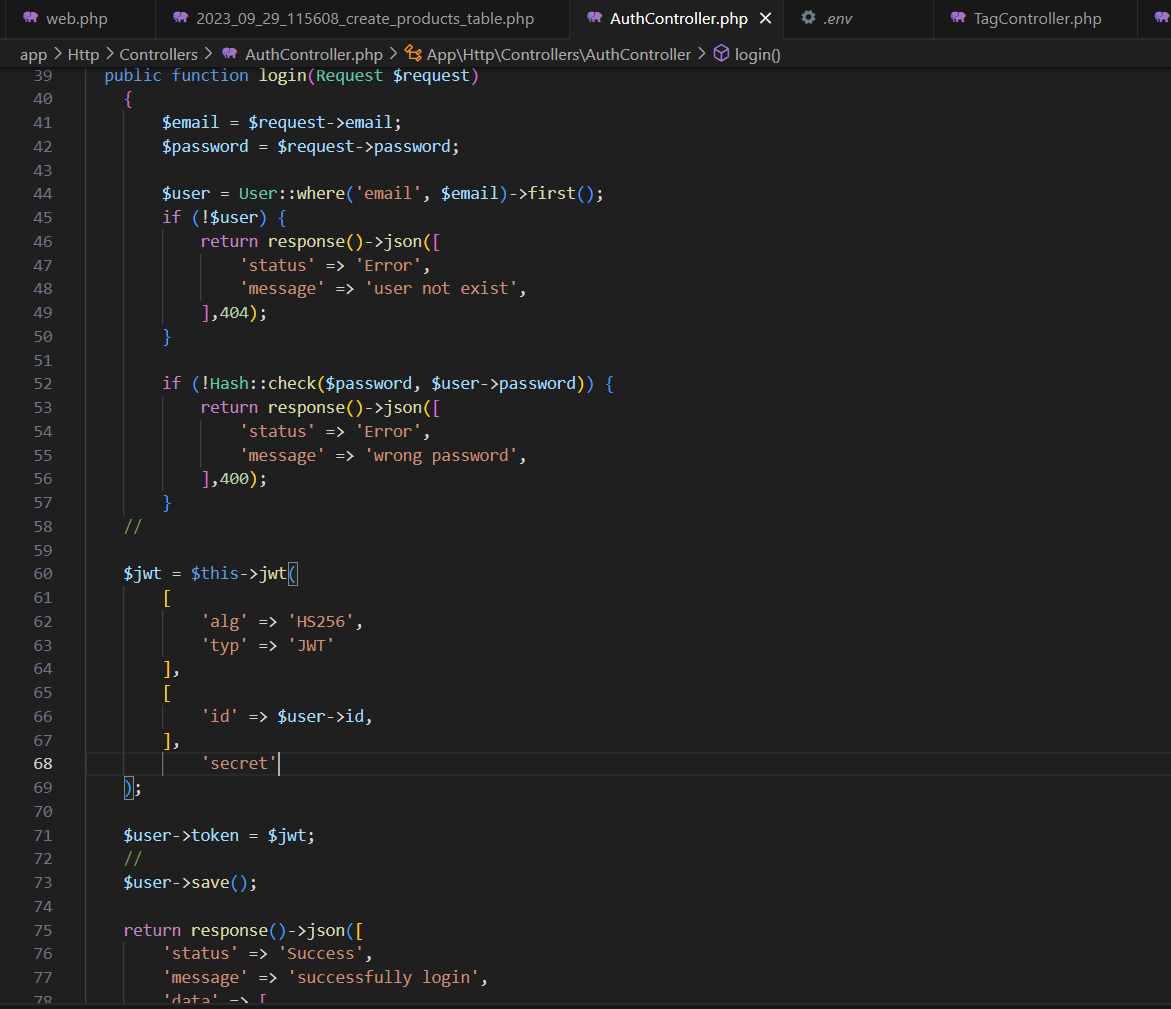 web.php 2023_09_29_115608_create_products_table.php AuthController.php .env TagController.php
app > Http > Controllers > AuthController.php > App\Http\Controllers\AuthController > login()
39 public function login(Request $request)
40 {
41 $email = $request->email;
42 $password = $request->password;
43
44 $user = User::where('email', $email)->first();
45 if (!$user) {
46 return response()->json([
47 'status' => 'Error',
48 'message' => 'user not exist',
49 ],404);
50 }
51
52 if (!Hash::check($password, $user->password)) {
53 return response()->json([
54 'status' => 'Error',
55 'message' => 'wrong password',
56 ],400);
57 }
58 //
59
60 $jwt = $this->jwt(
61 [
62 'alg' => 'HS256',
63 'typ' => 'JWT'
64 ],
65 [
66 'id' => $user->id,
67 ],
68 'secret'
69 );
70
71 $user->token = $jwt;
72 //
73 $user->save();
74
75 return response()->json([
76 'status' => 'Success',
77 'message' => 'successfully login',
78 'data' => [